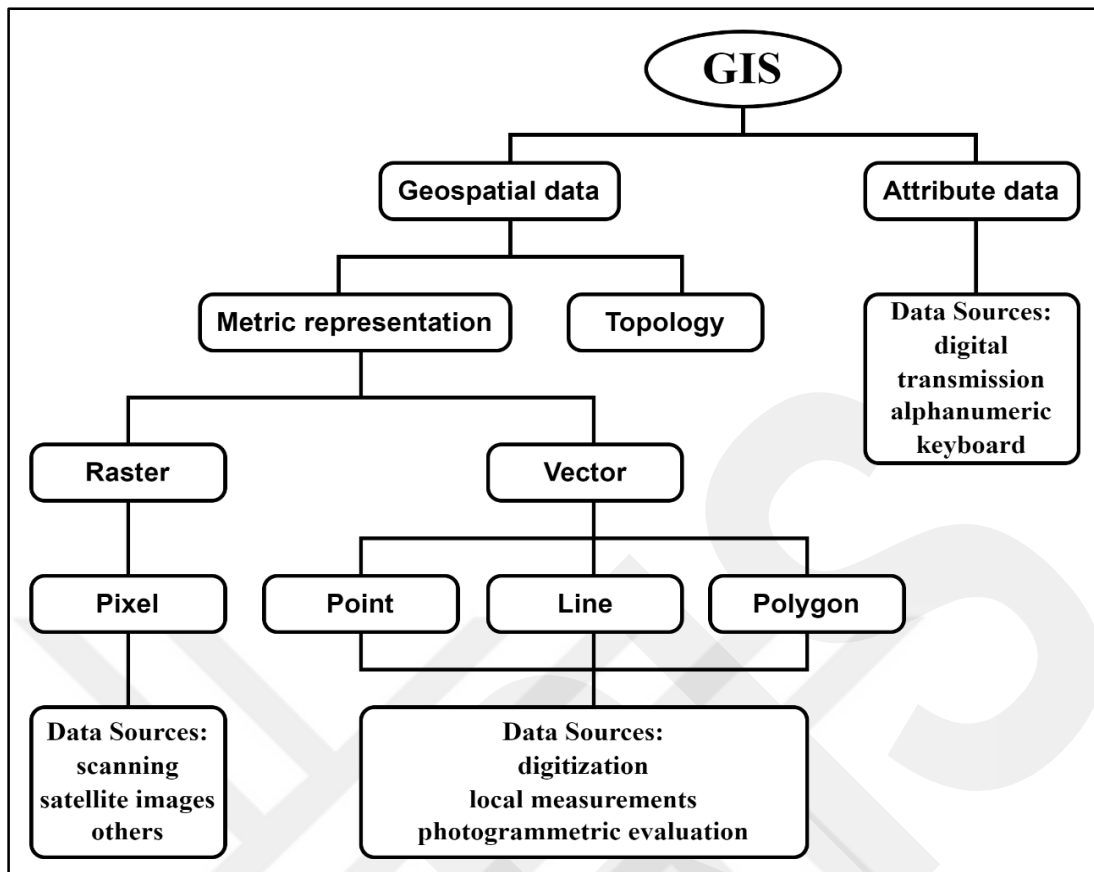 GIS
Geospatial data
Attribute data
Metric representation
Topology
Data Sources:
digital
transmission
alphanumeric
keyboard
Raster
Vector
Pixel
Point
Line
Polygon
Data Sources:
scanning
satellite images
others
Data Sources:
digitization
local measurements
photogrammetric evaluation